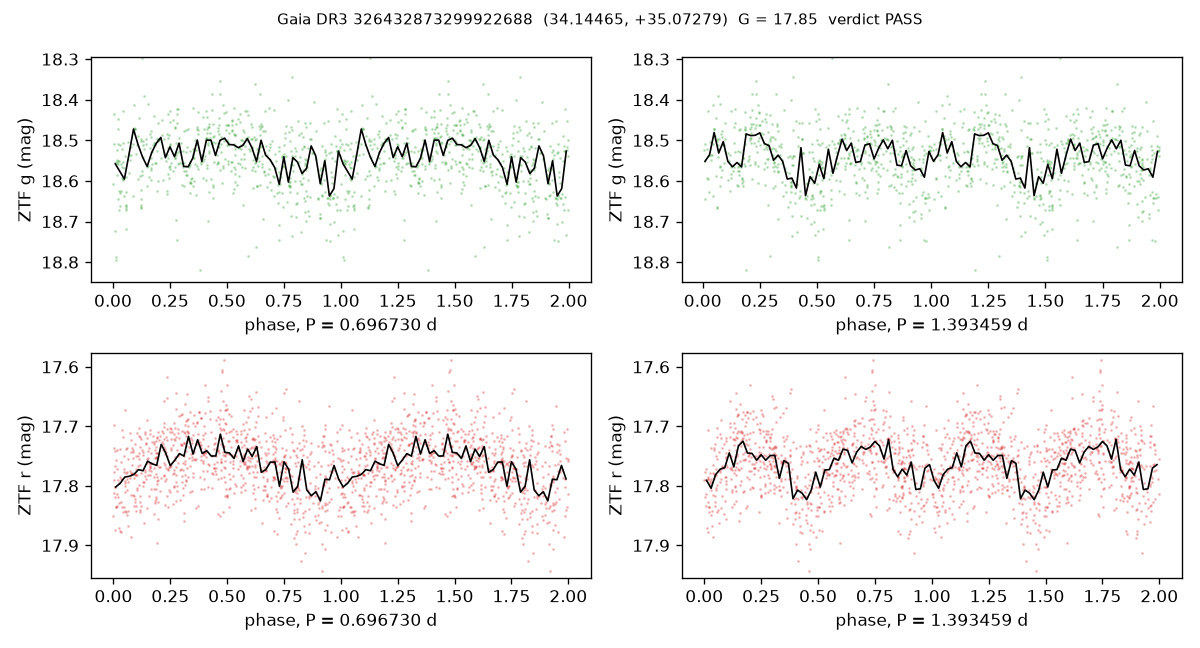 Gaia DR3 326432873299922688  (34.14465, +35.07279)  G = 17.85  verdict PASS
18.3
18.4
18.5
18.6
18.7
18.8
ZTF g (mag)
0.00 0.25 0.50 0.75 1.00 1.25 1.50 1.75 2.00
phase, P = 0.696730 d
18.3
18.4
18.5
18.6
18.7
18.8
ZTF g (mag)
0.00 0.25 0.50 0.75 1.00 1.25 1.50 1.75 2.00
phase, P = 1.393459 d
17.6
17.7
17.8
17.9
ZTF r (mag)
0.00 0.25 0.50 0.75 1.00 1.25 1.50 1.75 2.00
phase, P = 0.696730 d
17.6
17.7
17.8
17.9
ZTF r (mag)
0.00 0.25 0.50 0.75 1.00 1.25 1.50 1.75 2.00
phase, P = 1.393459 d